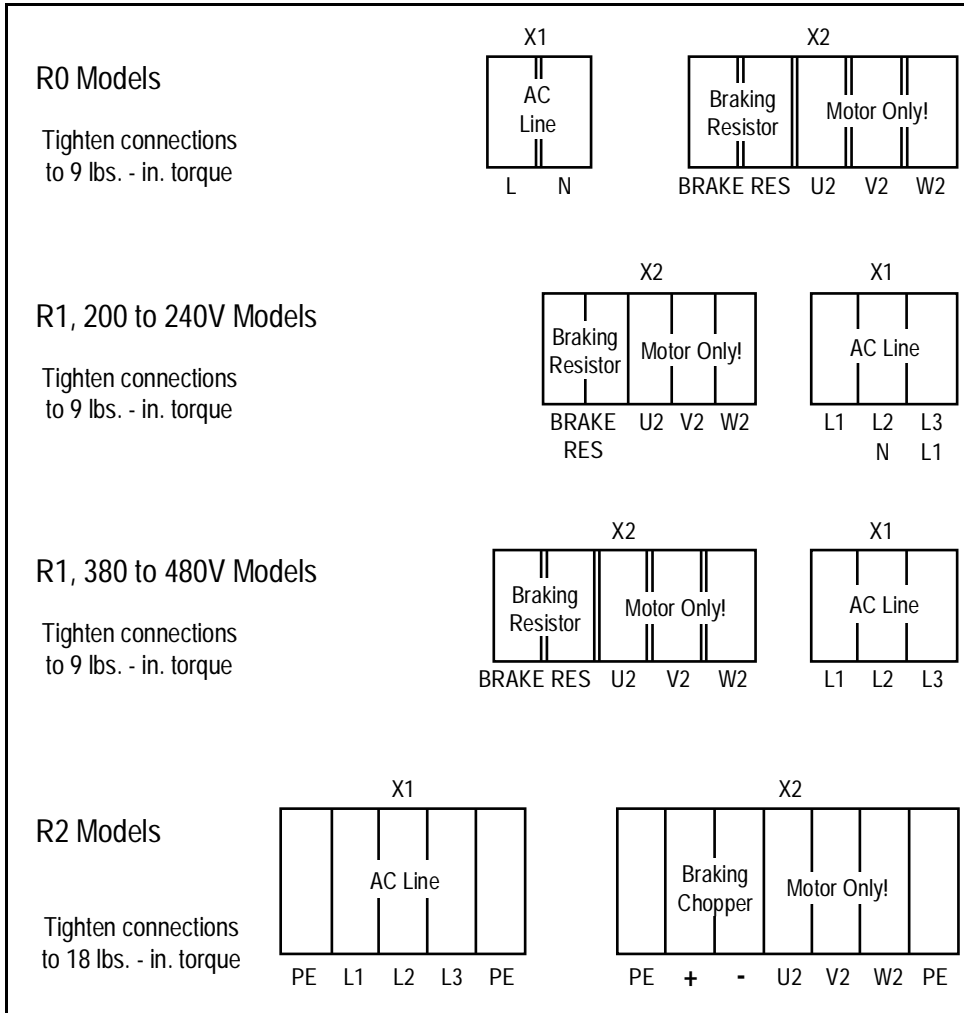 R0 Models
Tighten connections
to 9 lbs. - in. torque
X1
AC
Line
L N
X2
Braking
Resistor
Motor Only!
BRAKE RES U2 V2 W2
R1, 200 to 240V Models
Tighten connections
to 9 lbs. - in. torque
X2
Braking
Resistor
Motor Only!
BRAKE
RES
U2 V2 W2
X1
AC Line
L1 L2 L3
N L1
R1, 380 to 480V Models
Tighten connections
to 9 lbs. - in. torque
X2
Braking
Resistor
Motor Only!
BRAKE RES U2 V2 W2
X1
AC Line
L1 L2 L3
R2 Models
Tighten connections
to 18 lbs. - in. torque
X1
AC Line
PE L1 L2 L3 PE
X2
Braking
Chopper
Motor Only!
PE + - U2 V2 W2 PE